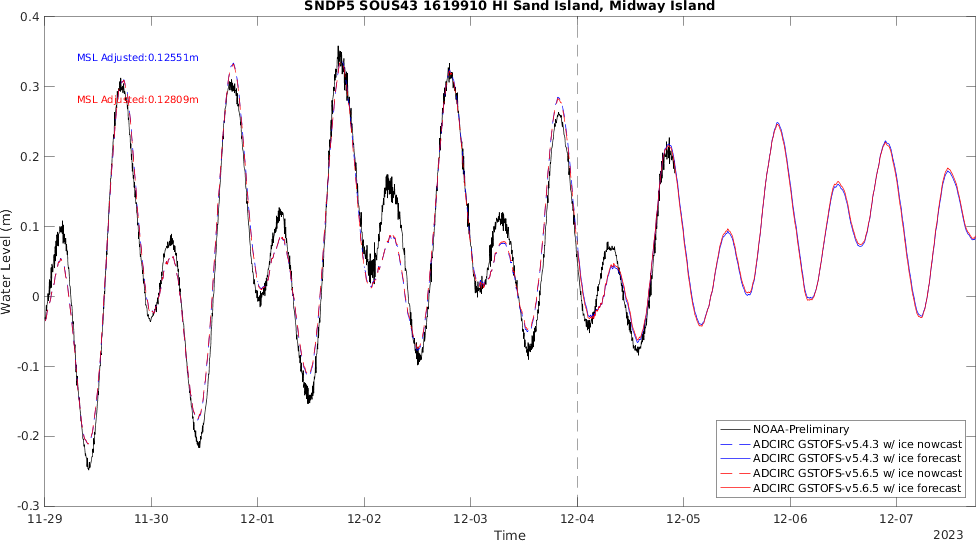 SNDP5 SOUS43 1619910 HI Sand Island, Midway Island
0.4
0.3
0.2
0.1
0
-0.1
-0.2
-0.3
Water Level (m)
MSL Adjusted:0.12551m
MSL Adjusted:0.12809m
NOAA-Preliminary
ADCIRC GSTOFS-v5.4.3 w/ ice nowcast
ADCIRC GSTOFS-v5.4.3 w/ ice forecast
ADCIRC GSTOFS-v5.6.5 w/ ice nowcast
ADCIRC GSTOFS-v5.6.5 w/ ice forecast
11-29 11-30 12-01 12-02 12-03 12-04 12-05 12-06 12-07
Time
2023